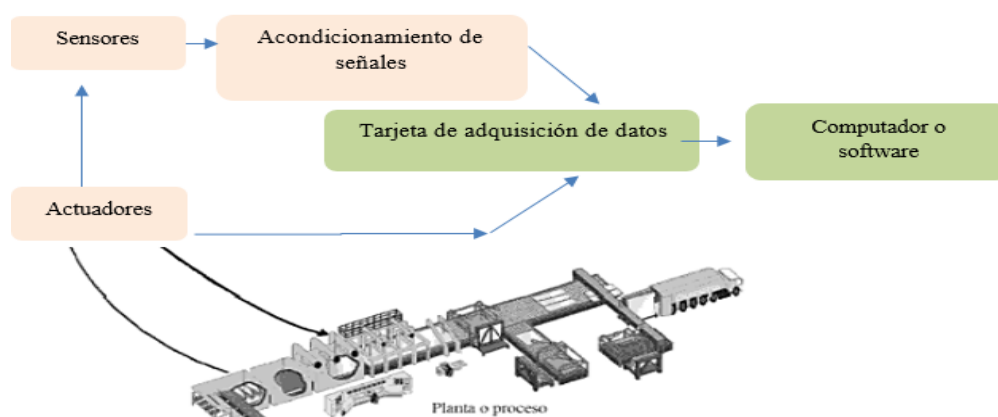 Sensores
Acondicionamiento de
señales
Tarjeta de adquisición de datos
Computador o
software
Actuadores
Planta o proceso